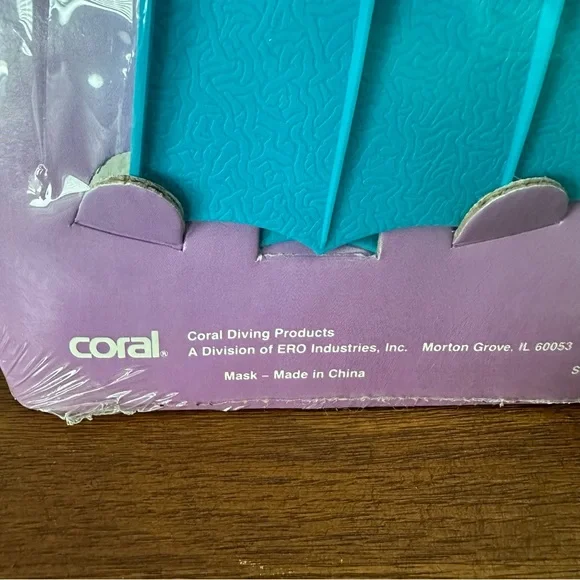 coral®
Coral Diving Products
A Division of ERO Industries, Inc. Morton Grove, IL 60053
Mask – Made in China
S